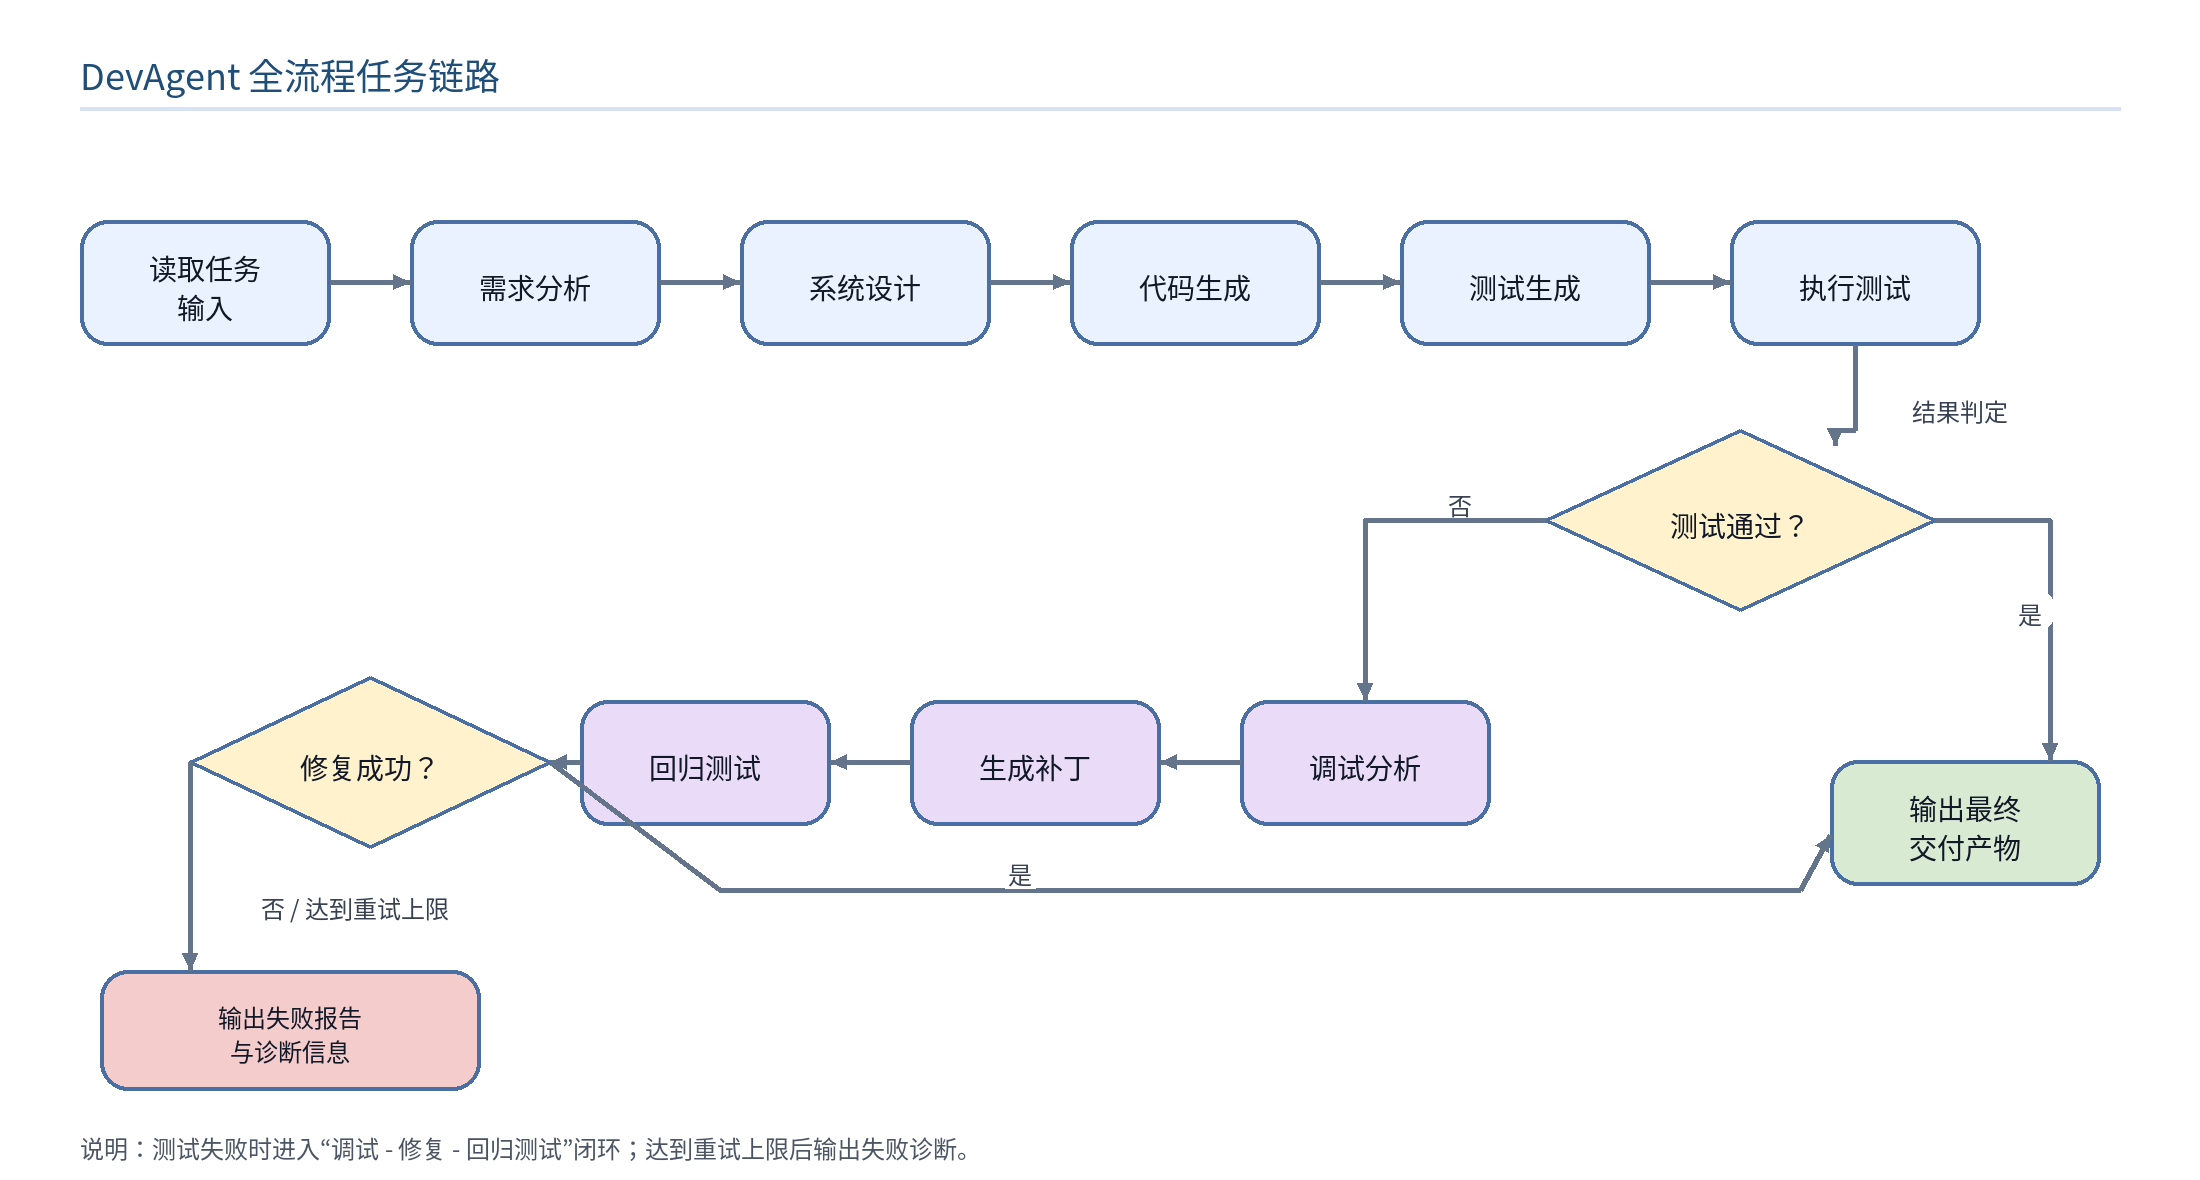 DevAgent 全流程任务链路
读取任务
输入
需求分析
系统设计
代码生成
测试生成
执行测试
结果判定
测试通过？
否
是
修复成功？
回归测试
生成补丁
调试分析
输出最终
交付产物
是
否 / 达到重试上限
输出失败报告
与诊断信息
说明：测试失败时进入“调试 - 修复 - 回归测试”闭环；达到重试上限后输出失败诊断。